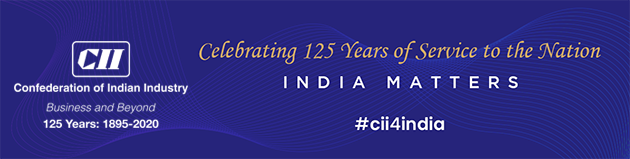 CII
Confederation of Indian Industry
Business and Beyond
125 Years: 1895-2020
Celebrating 125 Years of Service to the Nation
INDIA MATTERS
#cii4india